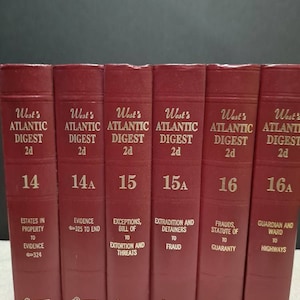 West's
ATLANTIC
DIGEST
2d
14
ESTATES IN
PROPERTY
TO
EVIDENCE
⚷324
West's
ATLANTIC
DIGEST
2d
14A
EVIDENCE
⚷325 TO END
West's
ATLANTIC
DIGEST
2d
15
EXCEPTIONS,
BILL OF
TO
EXTORTION AND
THREATS
West's
ATLANTIC
DIGEST
2d
15A
EXTRADITION AND
DETAINERS
TO
FRAUD
West's
ATLANTIC
DIGEST
2d
16
FRAUDS,
STATUTE OF
TO
GUARANTY
West's
ATLANTIC
DIGEST
2d
16A
GUARDIAN AND
WARD
TO
HIGHWAYS